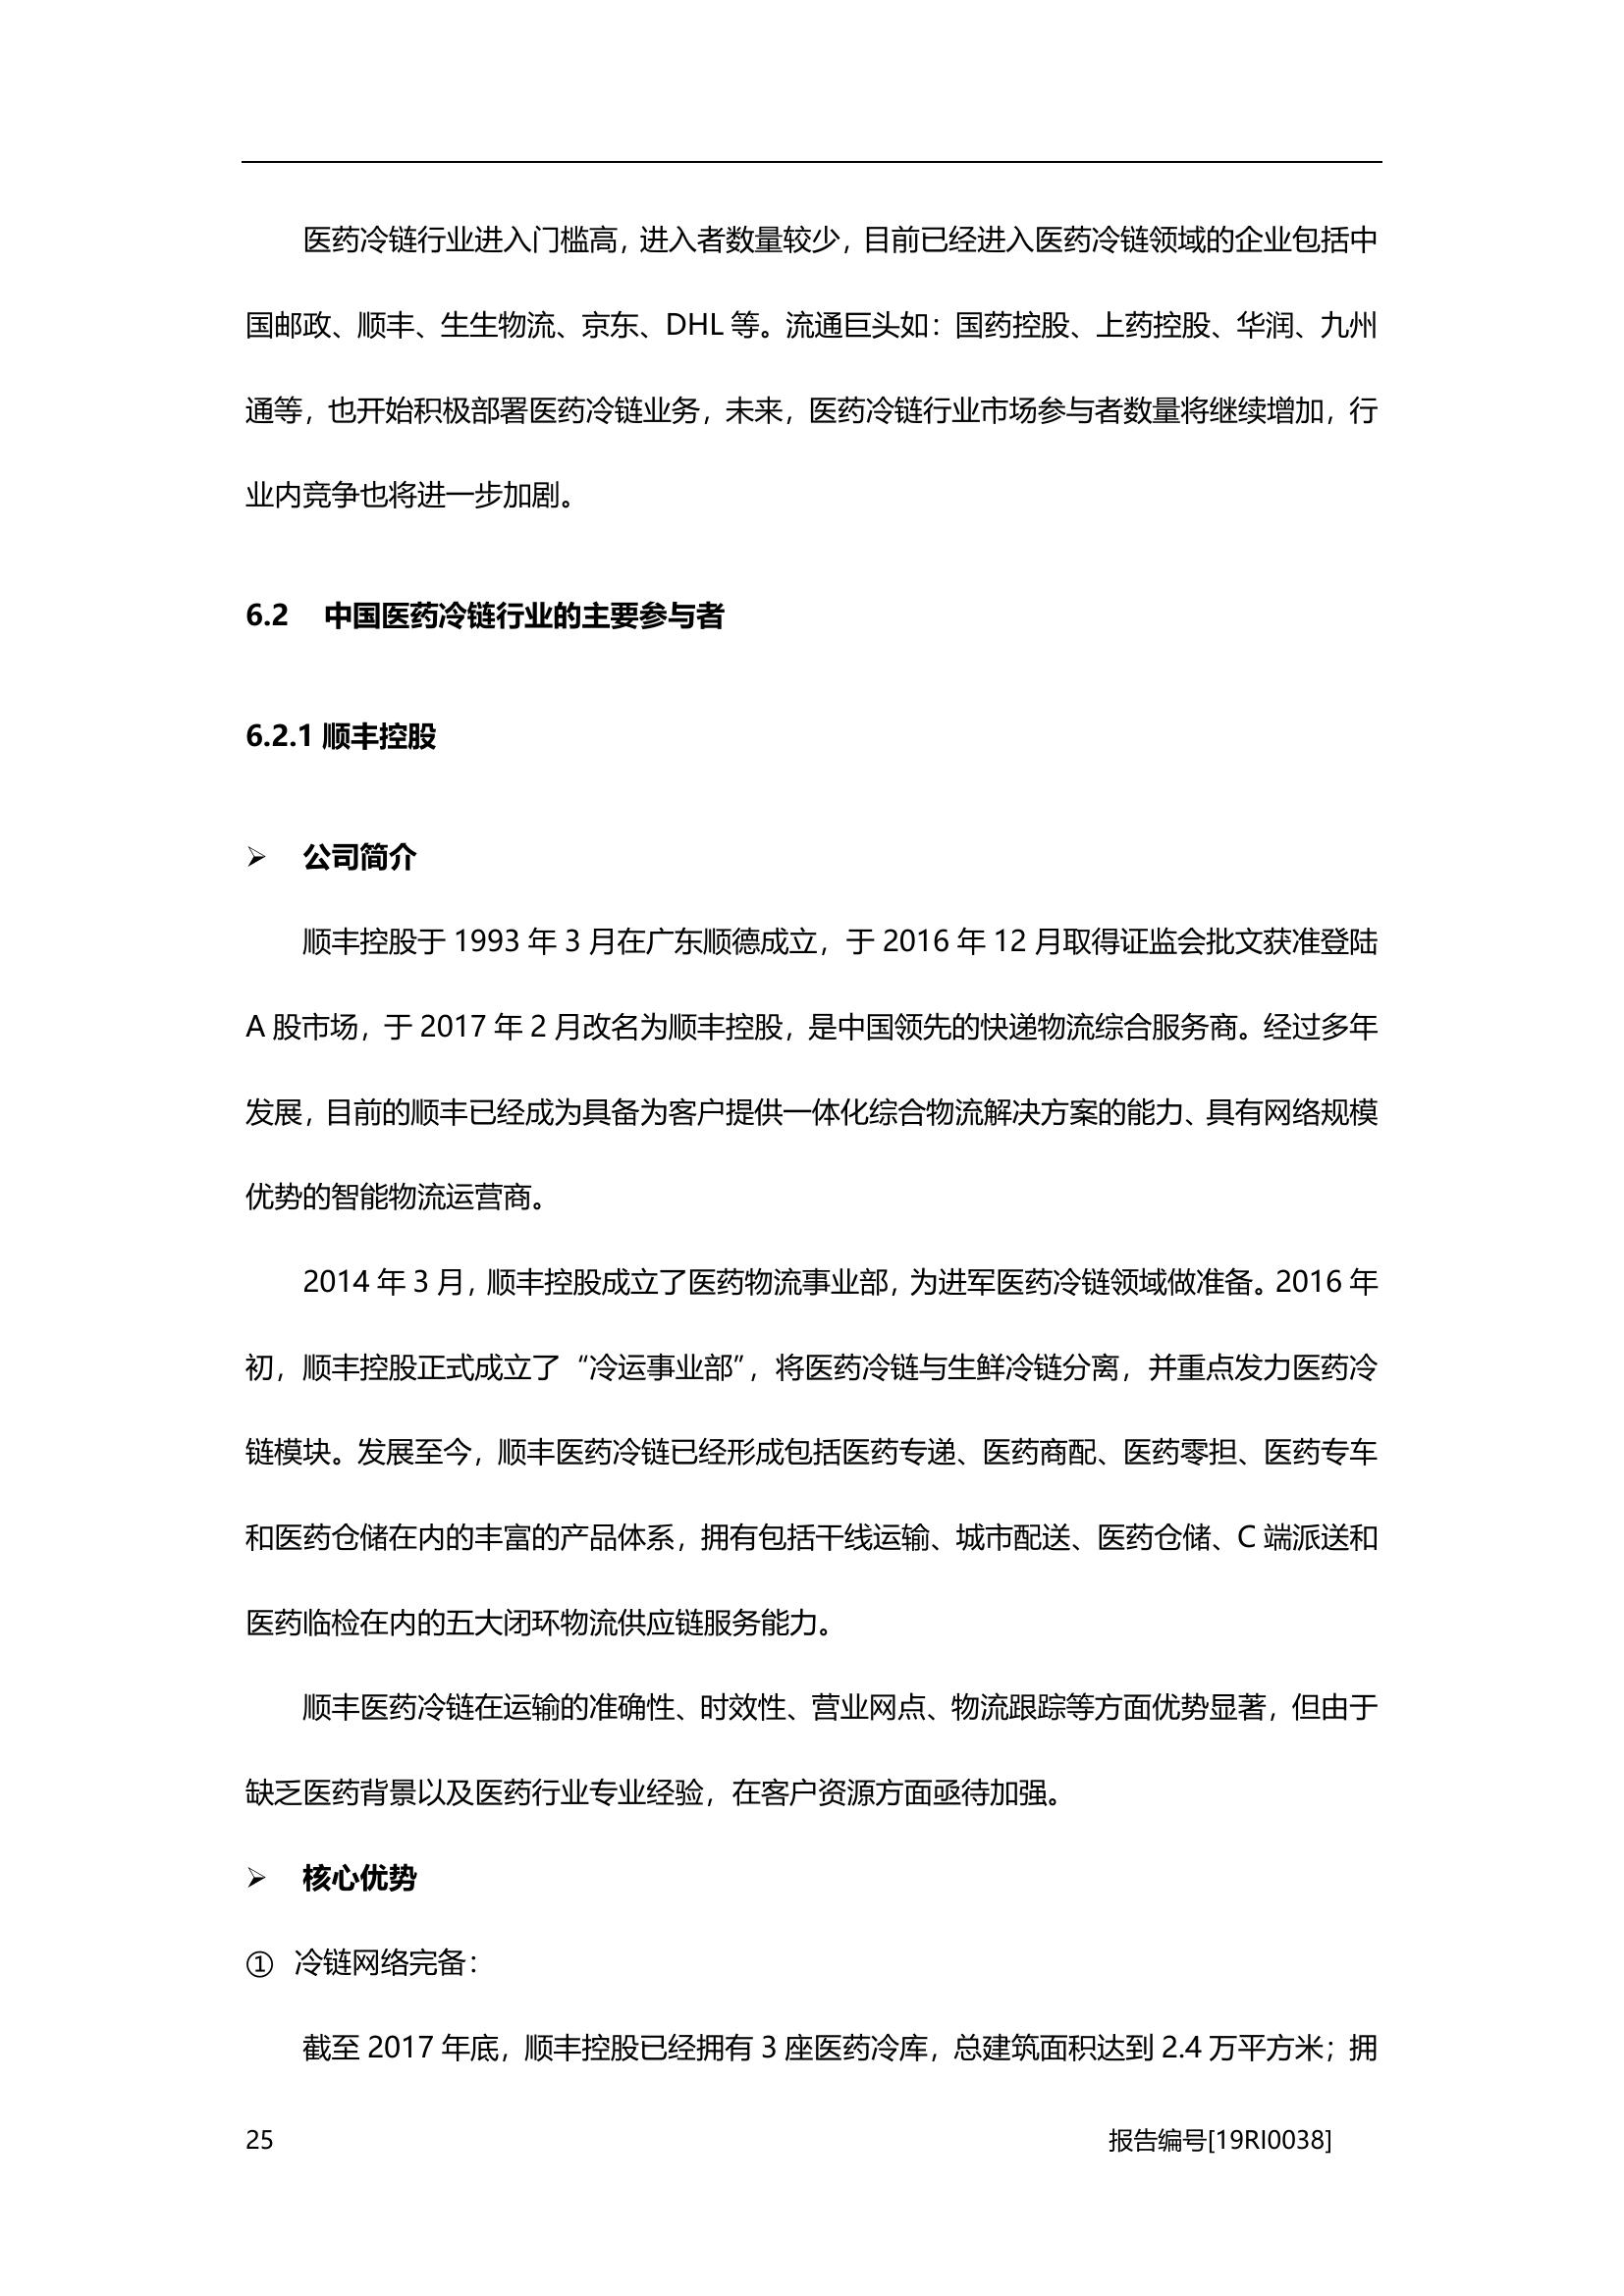 医药冷链行业进入门槛高，进入者数量较少，目前已经进入医药冷链领域的企业包括中
国邮政、顺丰、生生物流、京东、DHL 等。流通巨头如：国药控股、上药控股、华润、九州
通等，也开始积极部署医药冷链业务，未来，医药冷链行业市场参与者数量将继续增加，行
业内竞争也将进一步加剧。
6.2 中国医药冷链行业的主要参与者
6.2.1 顺丰控股
➢ 公司简介
顺丰控股于 1993 年 3 月在广东顺德成立，于 2016 年 12 月取得证监会批文获准登陆
A 股市场，于 2017 年 2 月改名为顺丰控股，是中国领先的快递物流综合服务商。经过多年
发展，目前的顺丰已经成为具备为客户提供一体化综合物流解决方案的能力、具有网络规模
优势的智能物流运营商。
2014 年 3 月，顺丰控股成立了医药物流事业部，为进军医药冷链领域做准备。2016 年
初，顺丰控股正式成立了“冷运事业部”，将医药冷链与生鲜冷链分离，并重点发力医药冷
链模块。发展至今，顺丰医药冷链已经形成包括医药专递、医药商配、医药零担、医药专车
和医药仓储在内的丰富的产品体系，拥有包括干线运输、城市配送、医药仓储、C 端派送和
医药临检在内的五大闭环物流供应链服务能力。
顺丰医药冷链在运输的准确性、时效性、营业网点、物流跟踪等方面优势显著，但由于
缺乏医药背景以及医药行业专业经验，在客户资源方面亟待加强。
➢ 核心优势
① 冷链网络完备：
截至 2017 年底，顺丰控股已经拥有 3 座医药冷库，总建筑面积达到 2.4 万平方米；拥
25 报告编号[19RI0038]